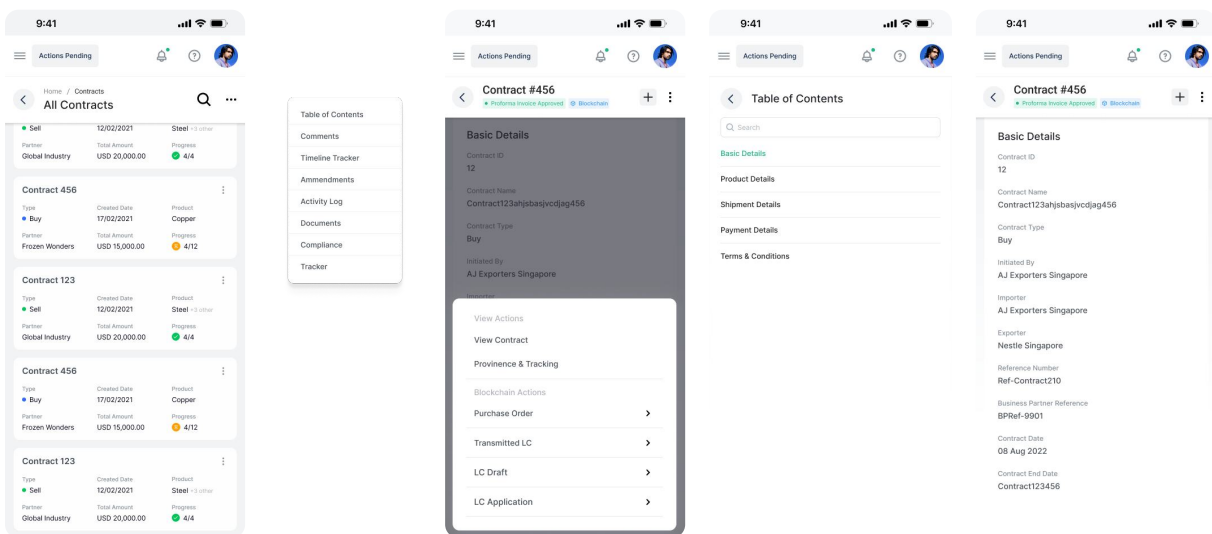 9:41
Actions Pending
Home / Contracts
All Contracts
Sell 12/02/2021 Steel +3 other
Partner Total Amount Progress
Global Industry USD 20,000.00 4/4
Contract 456
Type Created Date Product
Buy 17/02/2021 Copper
Partner Total Amount Progress
Frozen Wonders USD 15,000.00 4/12
Contract 123
Type Created Date Product
Sell 12/02/2021 Steel +3 other
Partner Total Amount Progress
Global Industry USD 20,000.00 4/4
Contract 456
Type Created Date Product
Buy 17/02/2021 Copper
Partner Total Amount Progress
Frozen Wonders USD 15,000.00 4/12
Contract 123
Type Created Date Product
Sell 12/02/2021 Steel +3 other
Partner Total Amount Progress
Global Industry USD 20,000.00 4/4
Table of Contents
Comments
Timeline Tracker
Ammendments
Activity Log
Documents
Compliance
Tracker
9:41
Actions Pending
Contract #456
Proforma Invoice Approved Blockchain
Basic Details
Contract ID
12
Contract Name
Contract123ahjsbasjvcdjag456
Contract Type
Buy
Initiated By
AJ Exporters Singapore
Importer
View Actions
View Contract
Provinence & Tracking
Blockchain Actions
Purchase Order
Transmitted LC
LC Draft
LC Application
9:41
Actions Pending
Table of Contents
Search
Basic Details
Product Details
Shipment Details
Payment Details
Terms & Conditions
9:41
Actions Pending
Contract #456
Proforma Invoice Approved Blockchain
Basic Details
Contract ID
12
Contract Name
Contract123ahjsbasjvcdjag456
Contract Type
Buy
Initiated By
AJ Exporters Singapore
Importer
AJ Exporters Singapore
Exporter
Nestle Singapore
Reference Number
Ref-Contract210
Business Partner Reference
BPRef-9901
Contract Date
08 Aug 2022
Contract End Date
Contract123456